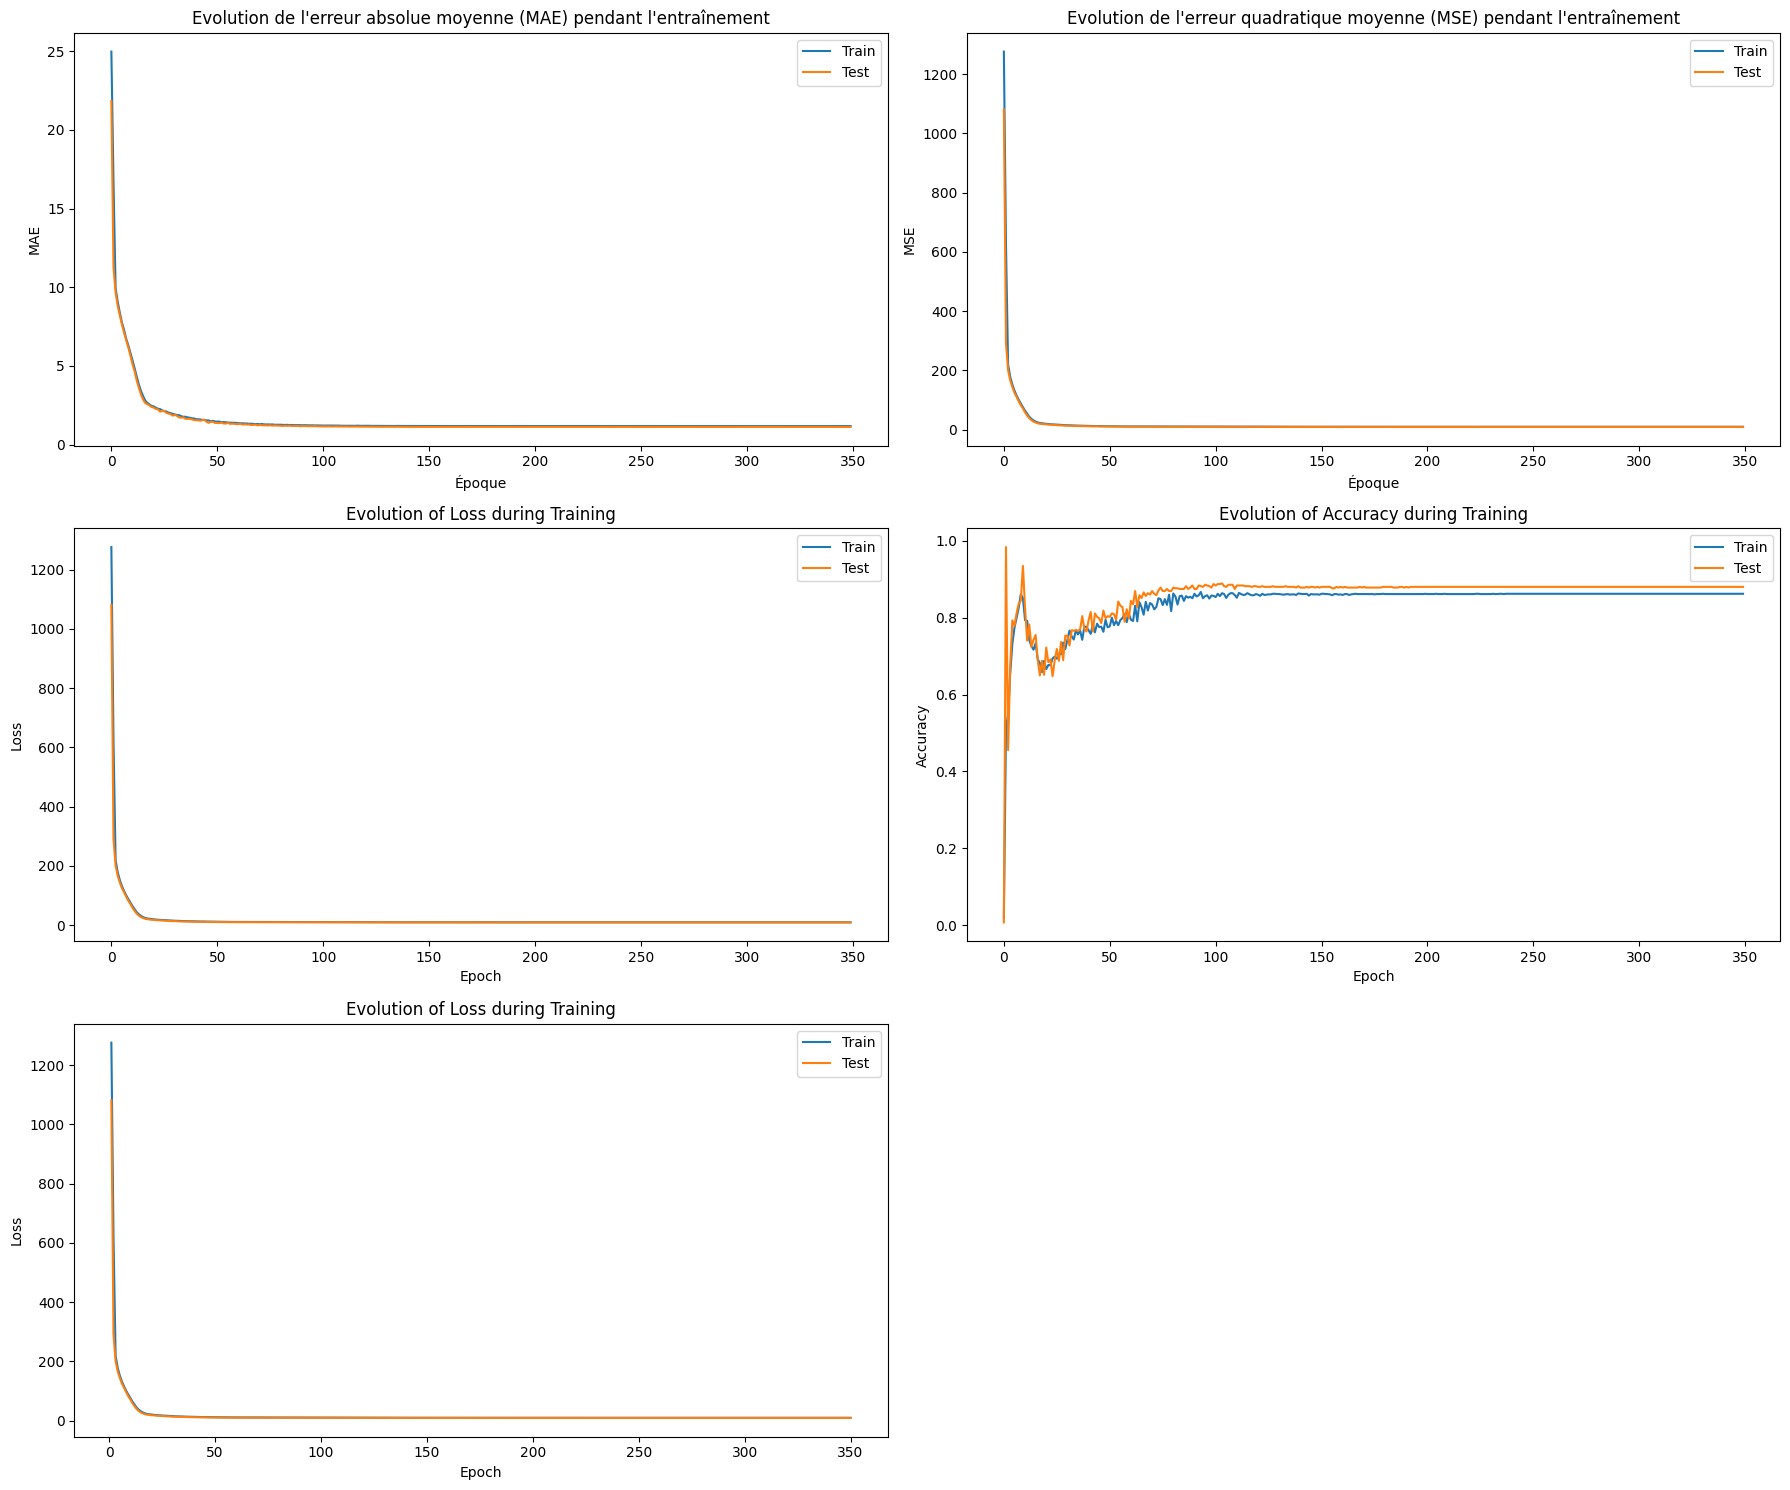 Evolution de l'erreur absolue moyenne (MAE) pendant l'entraînement
MAE
25
20
15
10
5
0
0 50 100 150 200 250 300 350
Époque
Train
Test
Evolution de l'erreur quadratique moyenne (MSE) pendant l'entraînement
MSE
1200
1000
800
600
400
200
0
0 50 100 150 200 250 300 350
Époque
Train
Test
Evolution of Loss during Training
Loss
1200
1000
800
600
400
200
0
0 50 100 150 200 250 300 350
Epoch
Train
Test
Evolution of Accuracy during Training
Accuracy
1.0
0.8
0.6
0.4
0.2
0.0
0 50 100 150 200 250 300 350
Epoch
Train
Test
Evolution of Loss during Training
Loss
1200
1000
800
600
400
200
0
0 50 100 150 200 250 300 350
Epoch
Train
Test